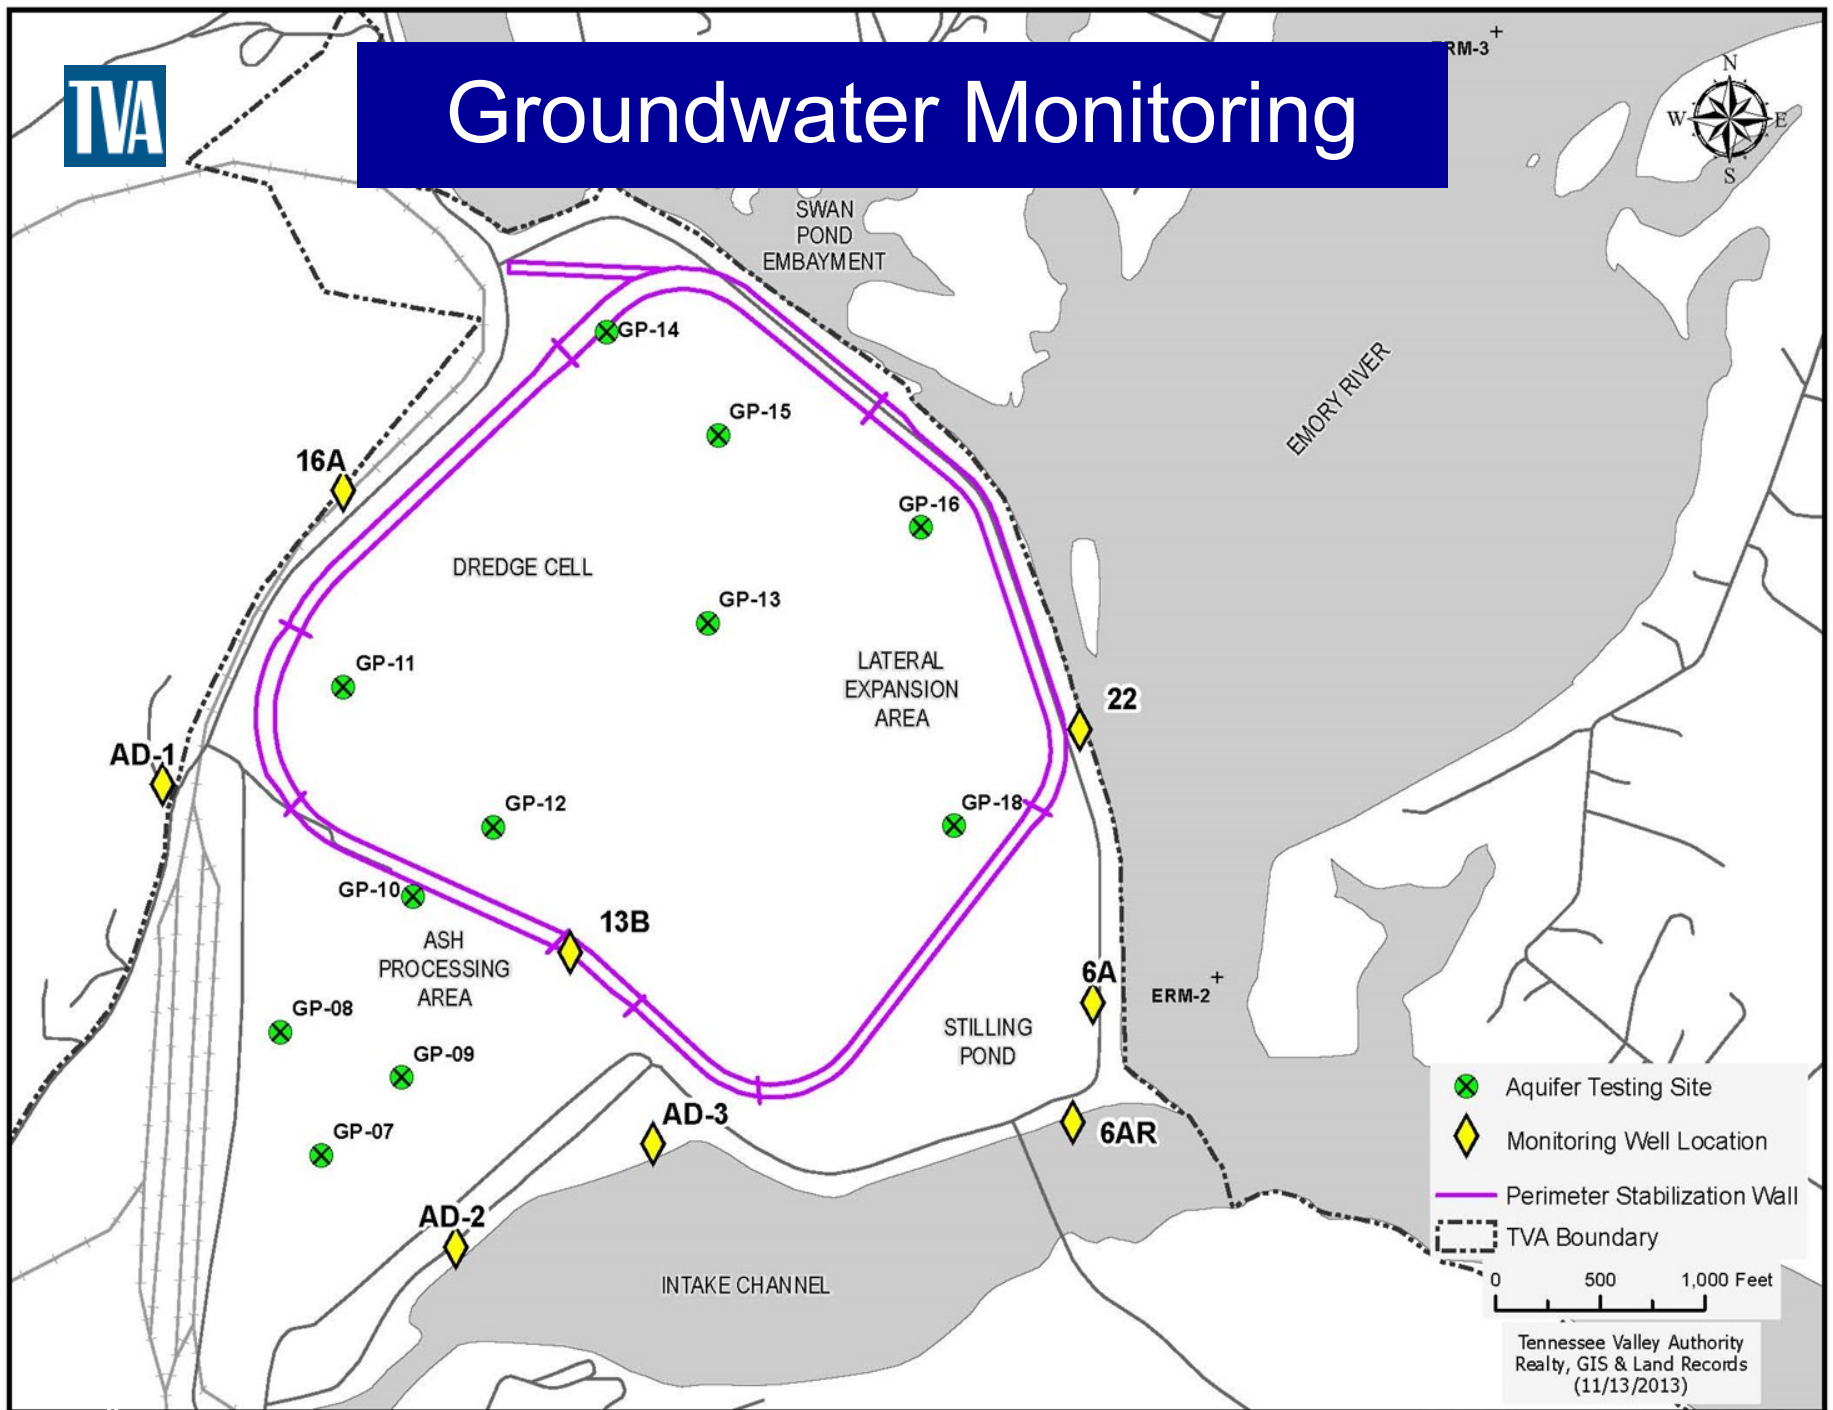 TVA
Groundwater Monitoring
RM-3
N
W
E
S
SWAN
POND
EMBAYMENT
GP-14
EMORY RIVER
GP-15
16A
GP-16
DREDGE CELL
GP-13
GP-11
LATERAL
EXPANSION
AREA
22
AD-1
GP-12
GP-18
GP-10
13B
ASH
PROCESSING
AREA
6A
ERM-2
GP-08
STILLING
POND
GP-09
AD-3
6AR
GP-07
AD-2
INTAKE CHANNEL
Aquifer Testing Site
Monitoring Well Location
Perimeter Stabilization Wall
TVA Boundary
0 500 1,000 Feet
Tennessee Valley Authority
Realty, GIS & Land Records
(11/13/2013)